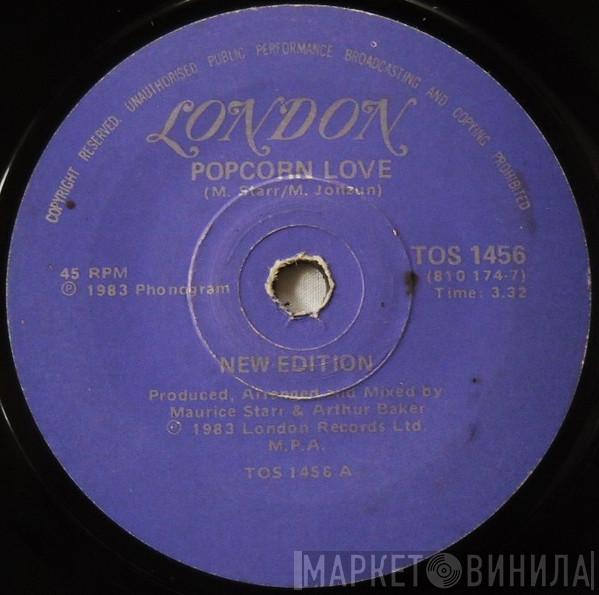 COPYRIGHT RESERVED. UNAUTHORISED PUBLIC PERFORMANCE BROADCASTING AND COPYING PROHIBITED
LONDON
POPCORN LOVE
(M. Starr/M. Jonzun)
45 RPM
℗ 1983 Phonogram
TOS 1456
(810 174-7)
Time: 3.32
NEW EDITION
Produced, Arranged and Mixed by
Maurice Starr & Arthur Baker
℗ 1983 London Records Ltd.
M.P.A.
TOS 1456 A
МАРКЕТ ВИНИЛА